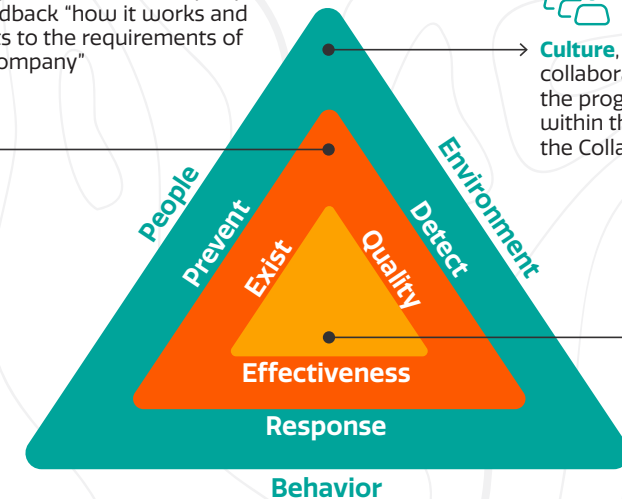 dback “how it works and
ts to the requirements of
ompany”
Culture,
collabora
the prog
within th
the Colla
People
Environment
Prevent
Detect
Exist
Quality
Effectiveness
Response
Behavior